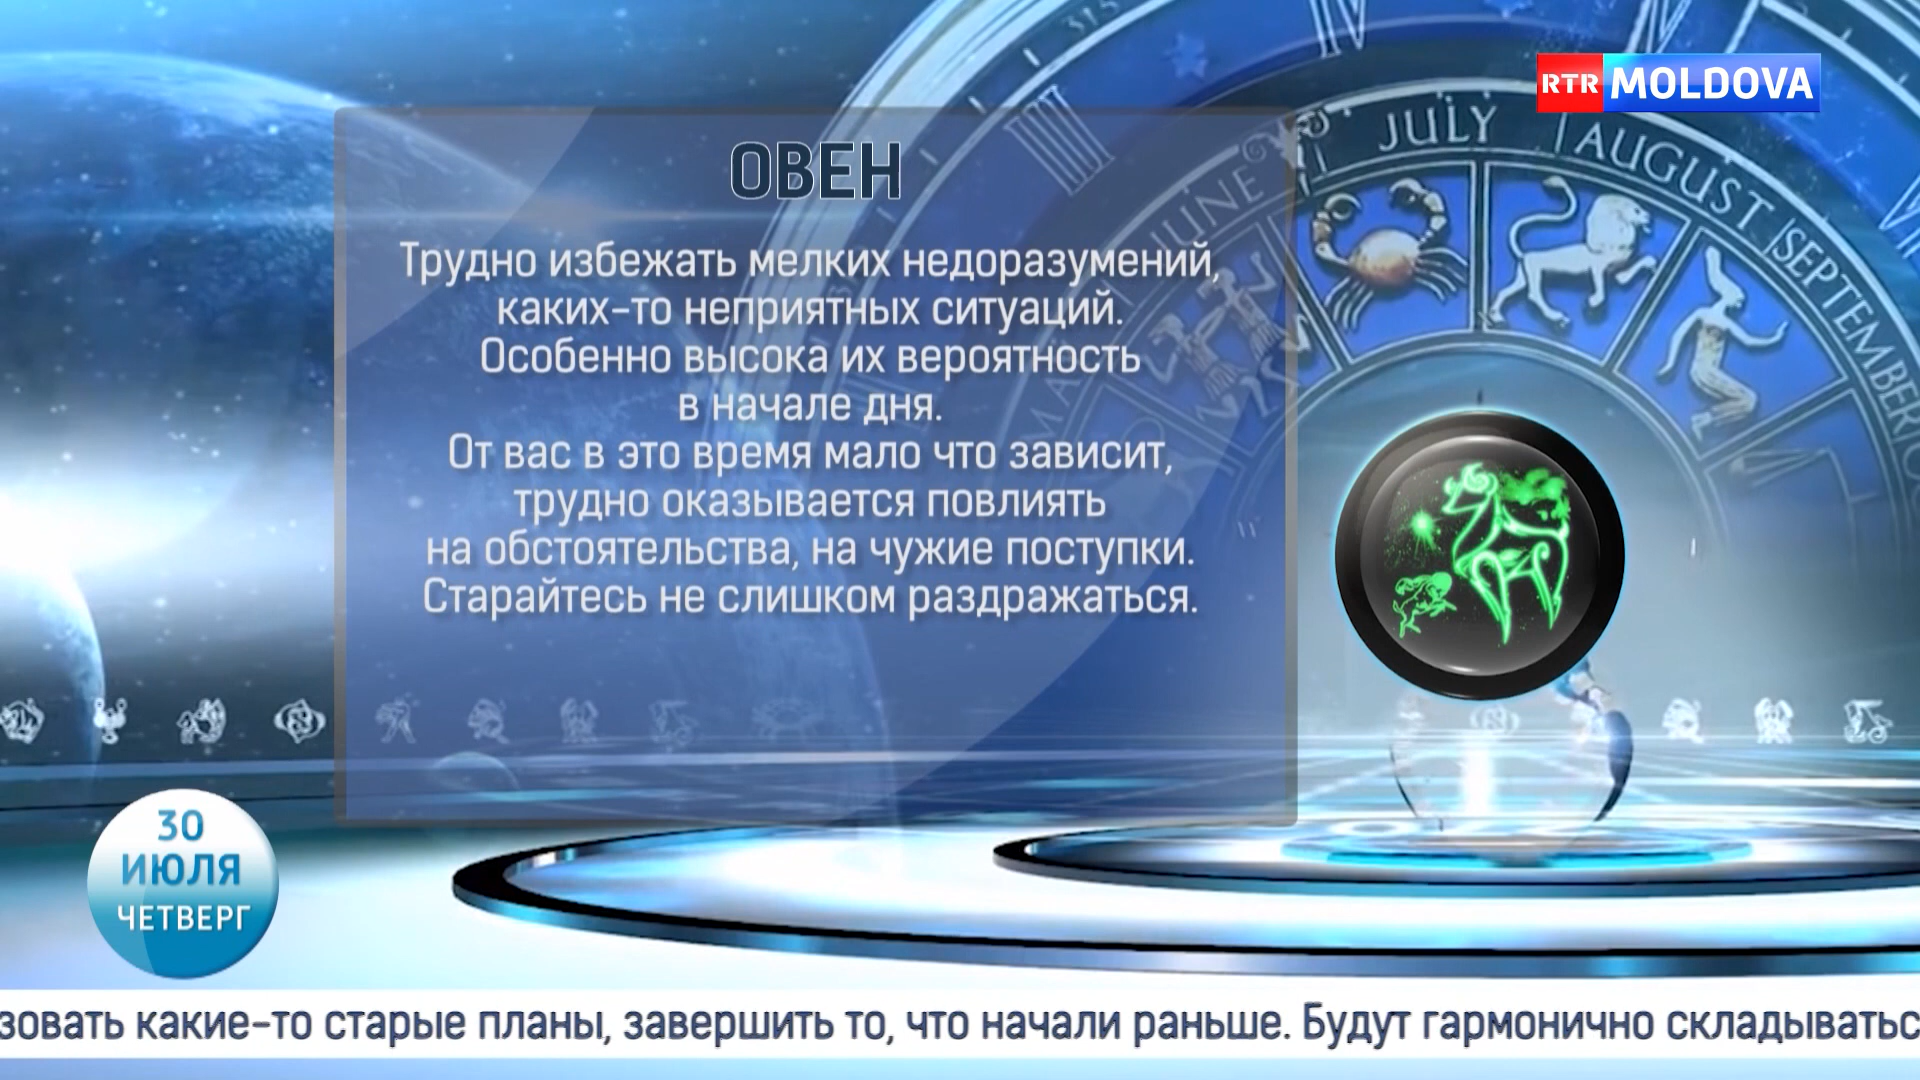 RTR MOLDOVA
315
JUNE
JULY
AUGUST
SEPTEMBER
ОВЕН
Трудно избежать мелких недоразумений,
каких-то неприятных ситуаций.
Особенно высока их вероятность
в начале дня.
От вас в это время мало что зависит,
трудно оказывается повлиять
на обстоятельства, на чужие поступки.
Старайтесь не слишком раздражаться.
30
ИЮЛЯ
ЧЕТВЕРГ
зовать какие-то старые планы, завершить то, что начали раньше. Будут гармонично складыватьс